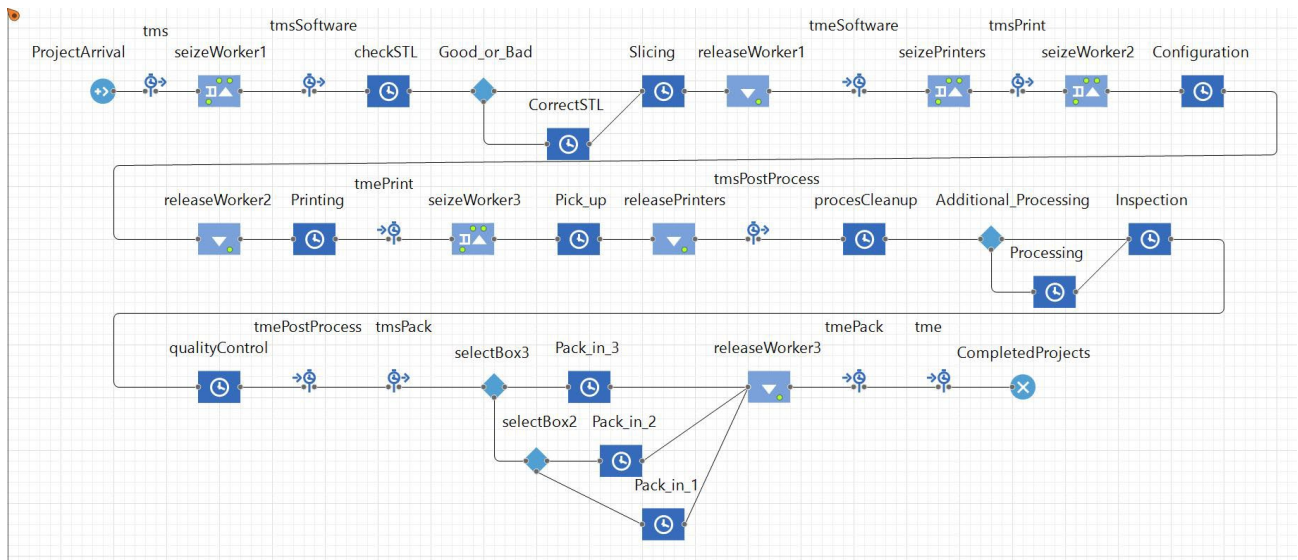 tms
tmsSoftware
tmeSoftware
tmsPrint
ProjectArrival
seizeWorker1
checkSTL
Good_or_Bad
Slicing
releaseWorker1
seizePrinters
seizeWorker2
Configuration
CorrectSTL
tmePrint
tmsPostProcess
releaseWorker2
Printing
seizeWorker3
Pick_up
releasePrinters
procesCleanup
Additional_Processing
Inspection
Processing
tmePostProcess
tmsPack
tmePack
tme
qualityControl
selectBox3
Pack_in_3
releaseWorker3
CompletedProjects
selectBox2
Pack_in_2
Pack_in_1